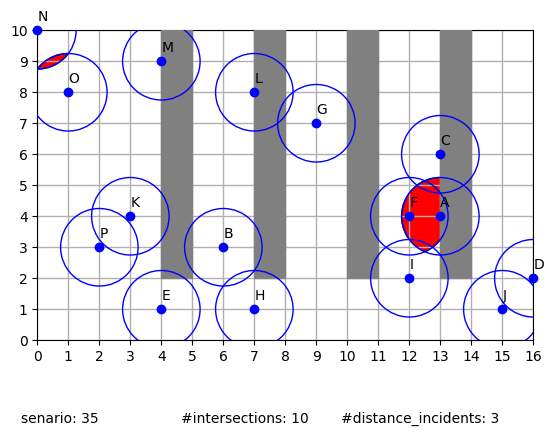 N
10
M
9
O
L
8
G
7
C
6
5
K
F
A
4
P
B
3
I
D
2
E
H
J
1
0
0 1 2 3 4 5 6 7 8 9 10 11 12 13 14 15 16
senario: 35 #intersections: 10 #distance_incidents: 3